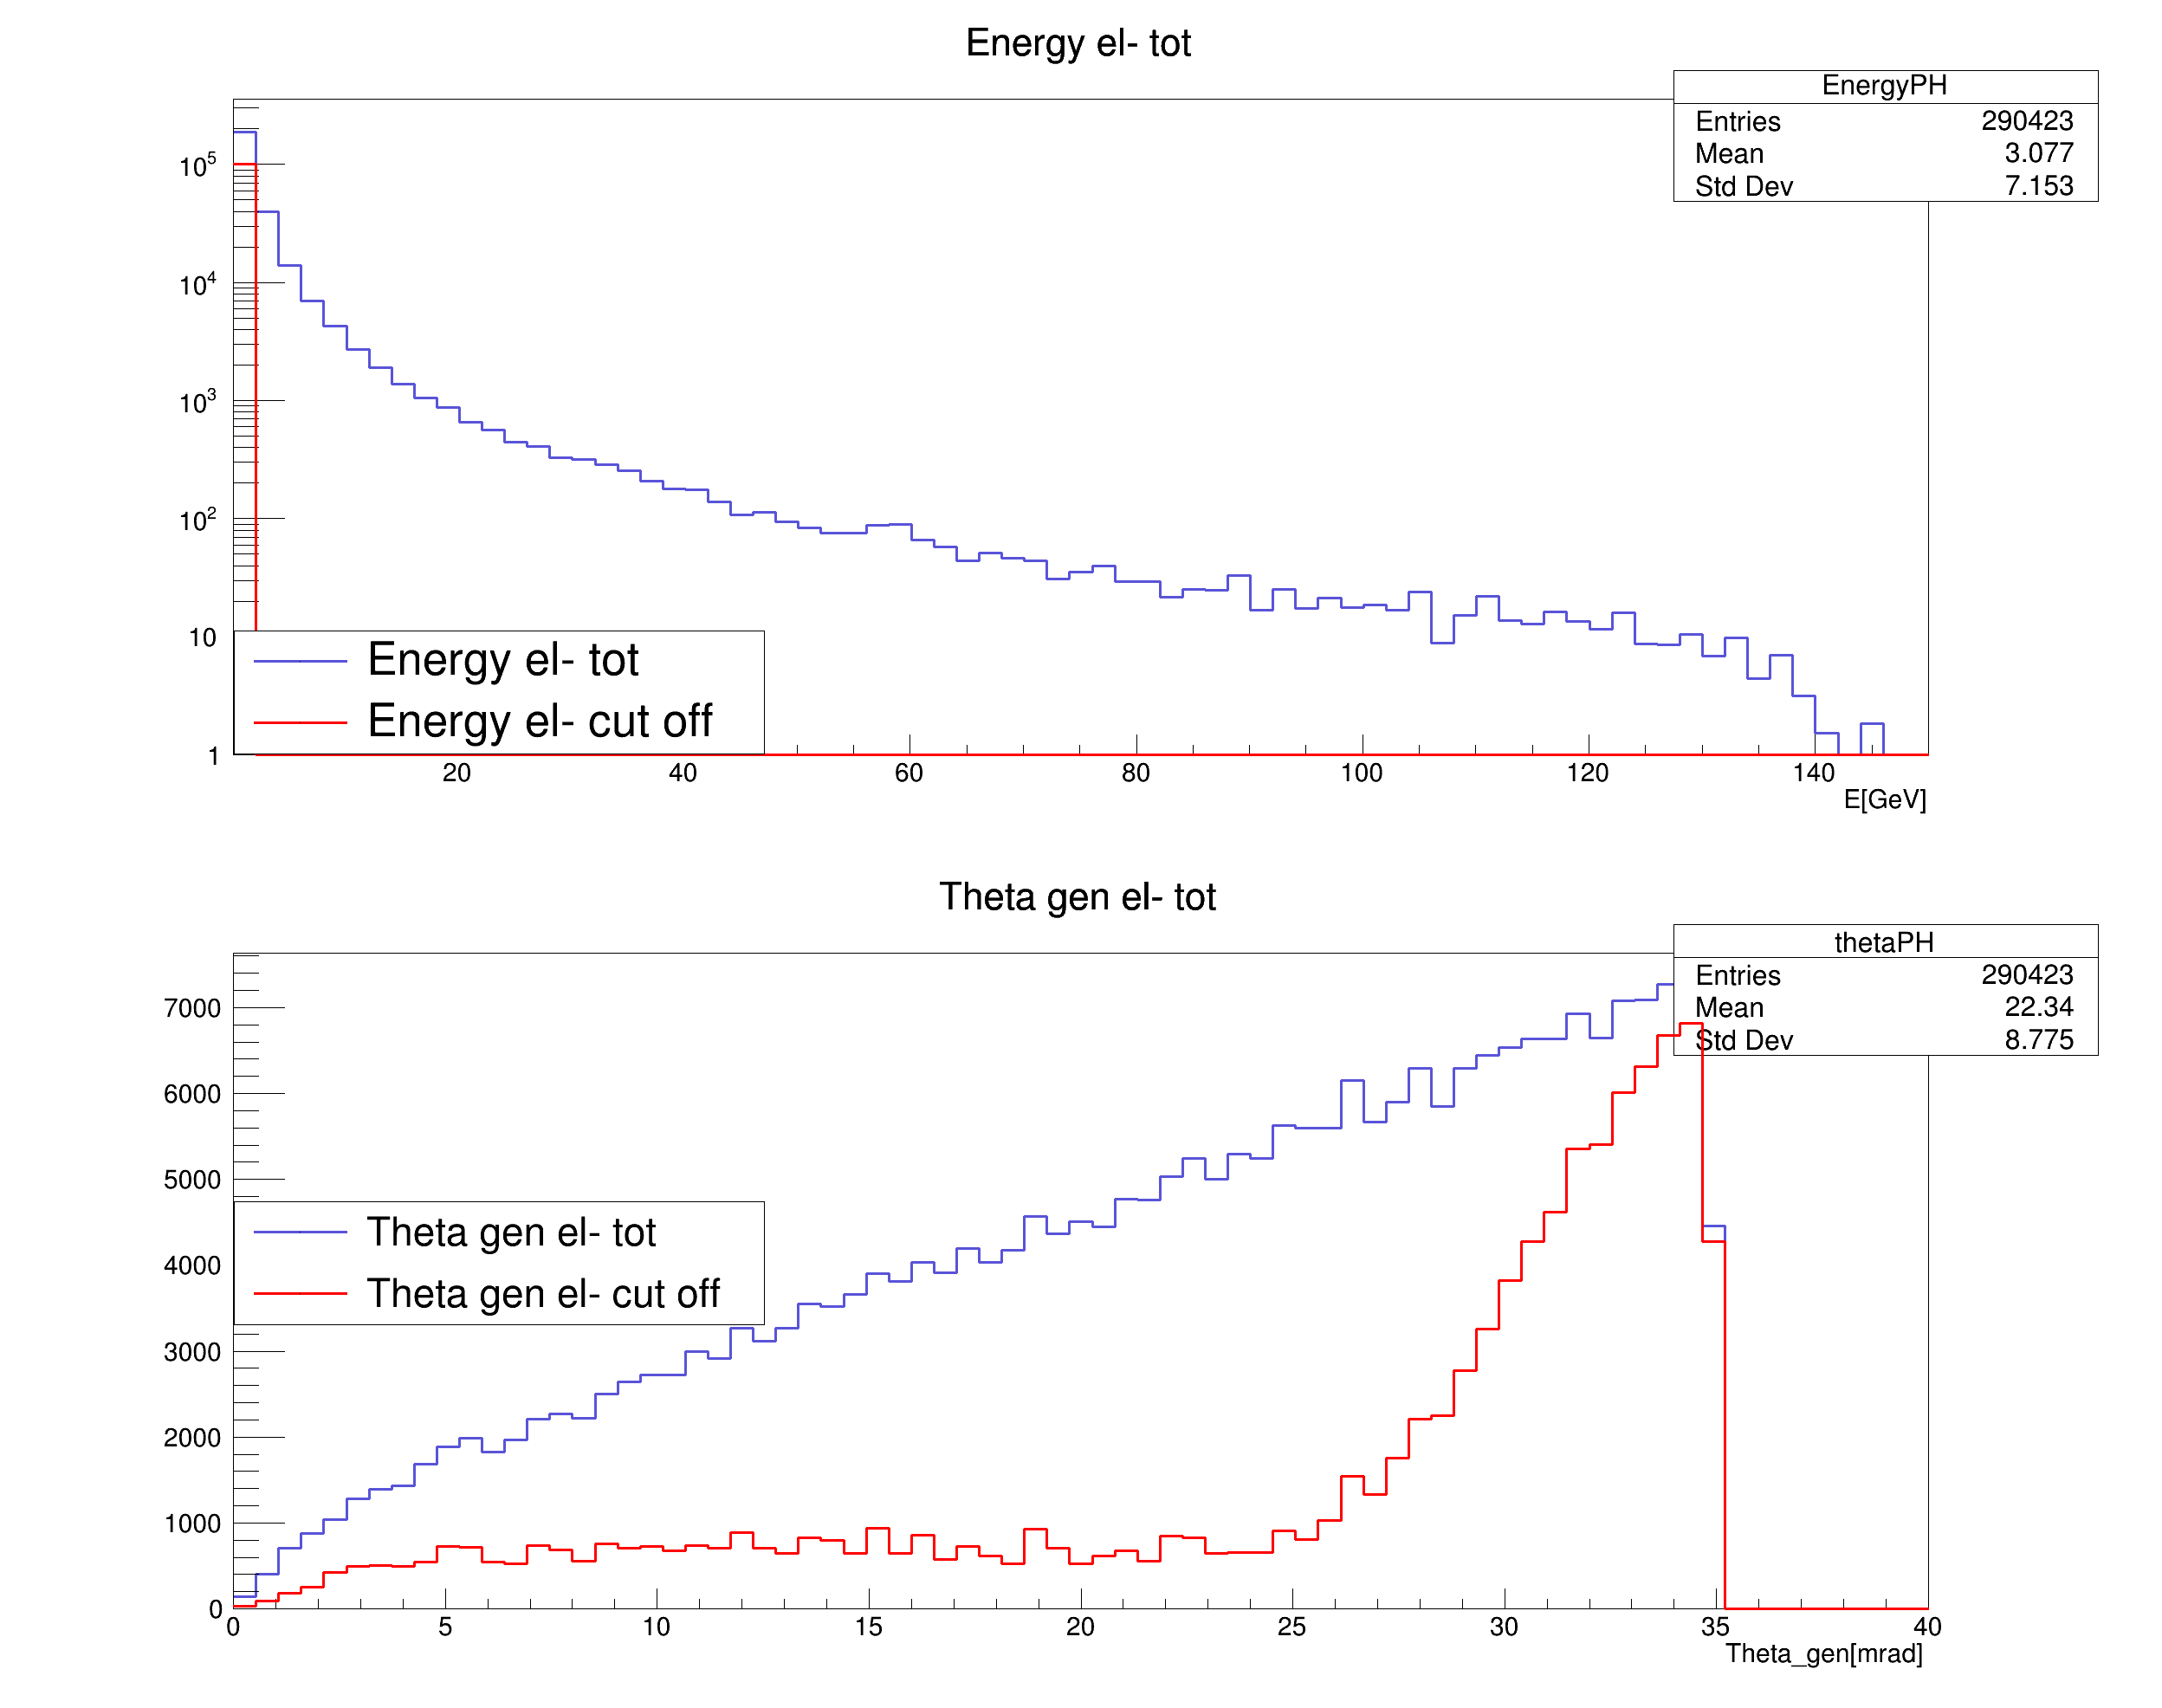 Energy el- tot
EnergyPH
Entries 290423
Mean 3.077
Std Dev 7.153
10^5
10^4
10^3
10^2
10
1
Energy el- tot
Energy el- cut off
20 40 60 80 100 120 140
E[GeV]
Theta gen el- tot
thetaPH
Entries 290423
Mean 22.34
Std Dev 8.775
7000
6000
5000
4000
3000
2000
1000
0
Theta gen el- tot
Theta gen el- cut off
0 5 10 15 20 25 30 35 40
Theta_gen[mrad]